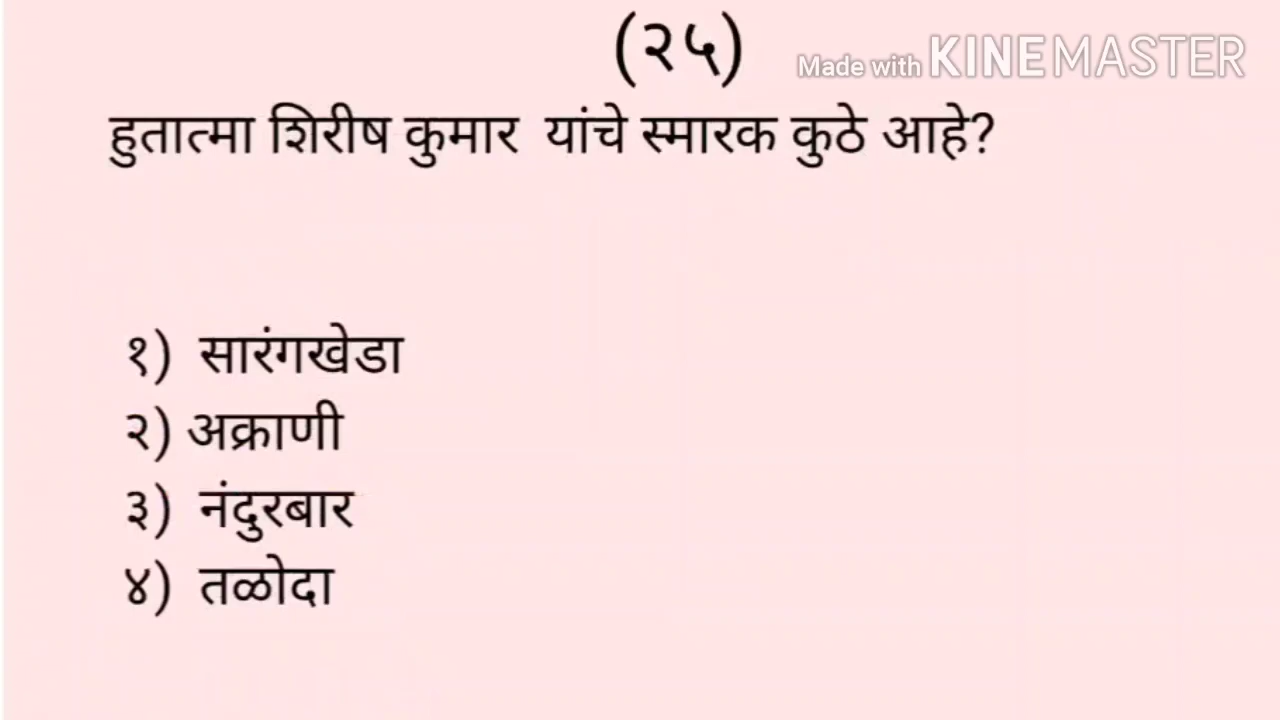 (२५)
Made with KINEMASTER
हुतात्मा शिरीष कुमार यांचे स्मारक कुठे आहे?
१) सारंगखेडा
२) अक्राणी
३) नंदुरबार
४) तळोदा